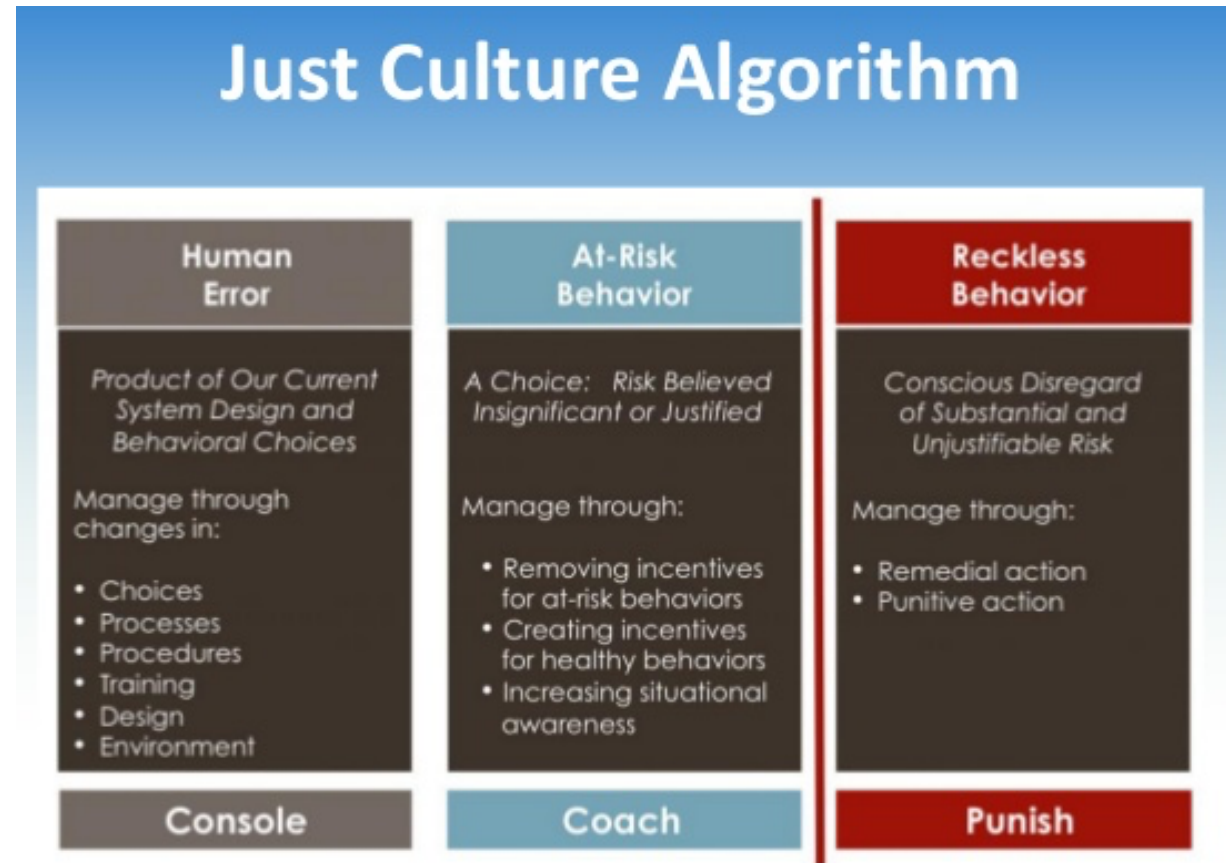 Just Culture Algorithm
Human
Error
Product of Our Current
System Design and
Behavioral Choices
Manage through
changes in:
• Choices
• Processes
• Procedures
• Training
• Design
• Environment
Console
At-Risk
Behavior
A Choice: Risk Believed
Insignificant or Justified
Manage through:
• Removing incentives
for at-risk behaviors
• Creating incentives
for healthy behaviors
• Increasing situational
awareness
Coach
Reckless
Behavior
Conscious Disregard
of Substantial and
Unjustifiable Risk
Manage through:
• Remedial action
• Punitive action
Punish